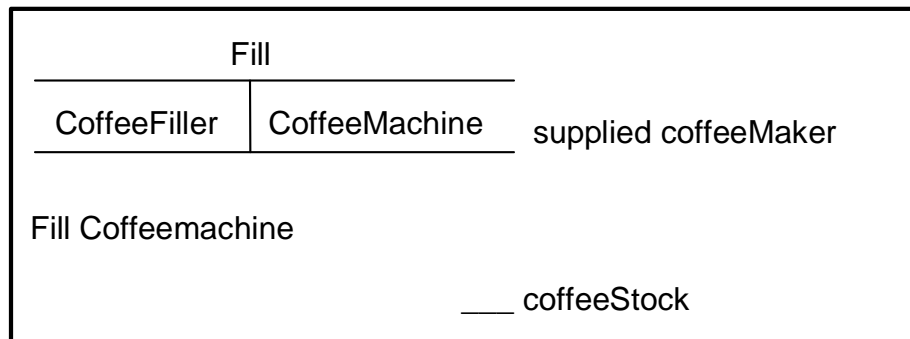 Fill
CoffeeFiller CoffeeMachine supplied coffeeMaker
Fill Coffeemachine
___ coffeeStock